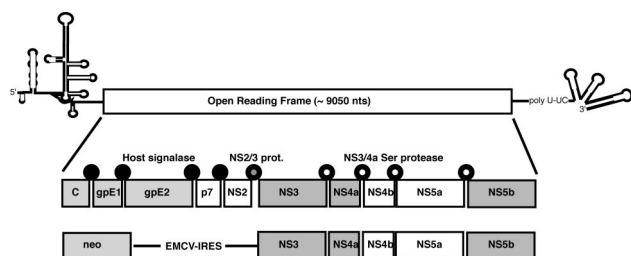 5'
Open Reading Frame (~ 9050 nts)
poly U-UC
3'
Host signalase NS2/3 prot. NS3/4a Ser protease
C gpE1 gpE2 p7 NS2 NS3 NS4a NS4b NS5a NS5b
neo EMCV-IRES NS3 NS4a NS4b NS5a NS5b